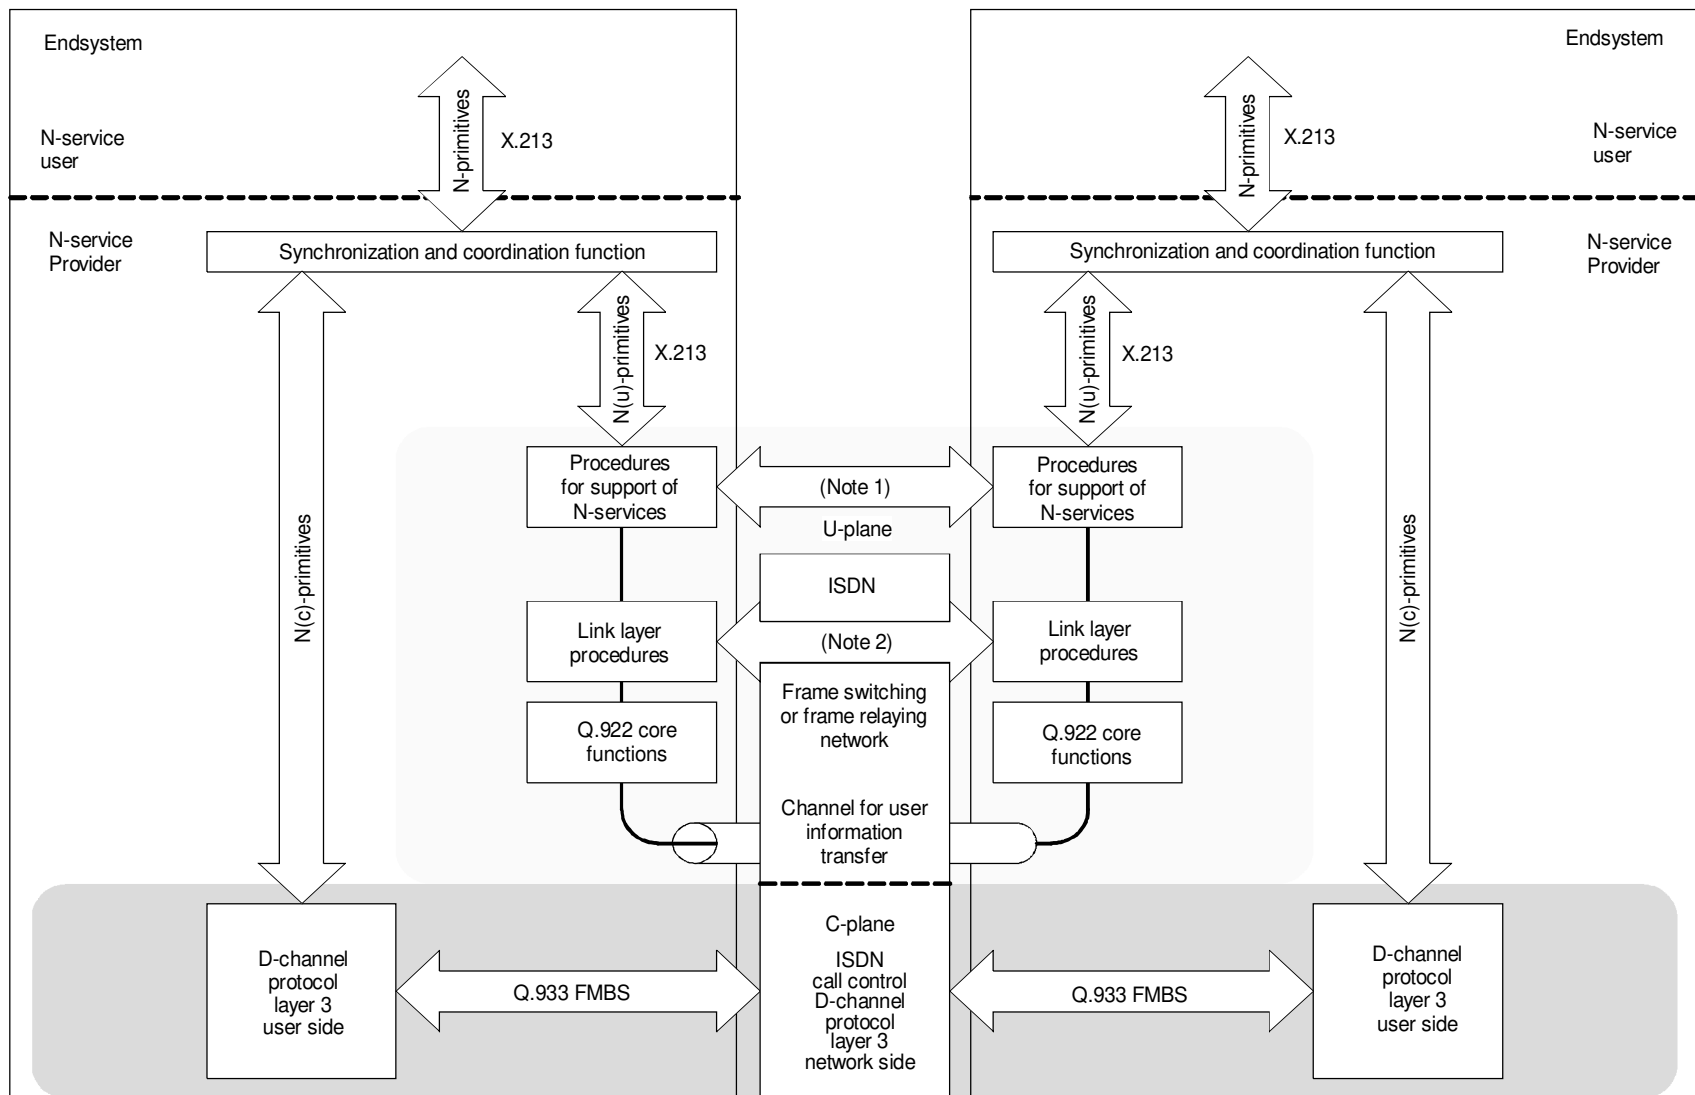 Endsystem
Endsystem
N-primitives
X.213
N-primitives
X.213
N-service
user
N-service
user
N-service
Provider
Synchronization and coordination function
Synchronization and coordination function
N-service
Provider
N(u)-primitives
X.213
N(u)-primitives
X.213
N(c)-primitives
N(c)-primitives
Procedures
for support of
N-services
(Note 1)
Procedures
for support of
N-services
U-plane
ISDN
Link layer
procedures
(Note 2)
Link layer
procedures
Q.922 core
functions
Frame switching
or frame relaying
network
Q.922 core
functions
Channel for user
information
transfer
D-channel
protocol
layer 3
user side
Q.933 FMBS
C-plane
ISDN
call control
D-channel
protocol
layer 3
network side
Q.933 FMBS
D-channel
protocol
layer 3
user side